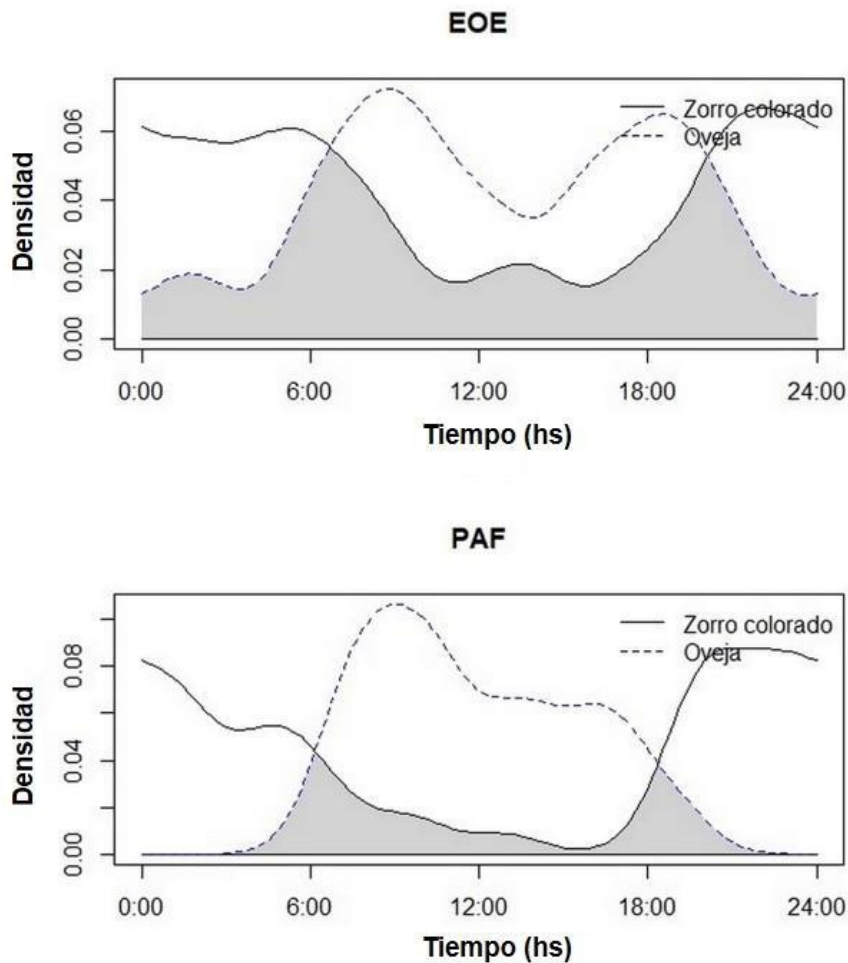 EOE
Zorro colorado
Oveja
Densidad
0.06
0.04
0.02
0.00
0:00 6:00 12:00 18:00 24:00
Tiempo (hs)
PAF
Zorro colorado
Oveja
Densidad
0.08
0.04
0.00
0:00 6:00 12:00 18:00 24:00
Tiempo (hs)